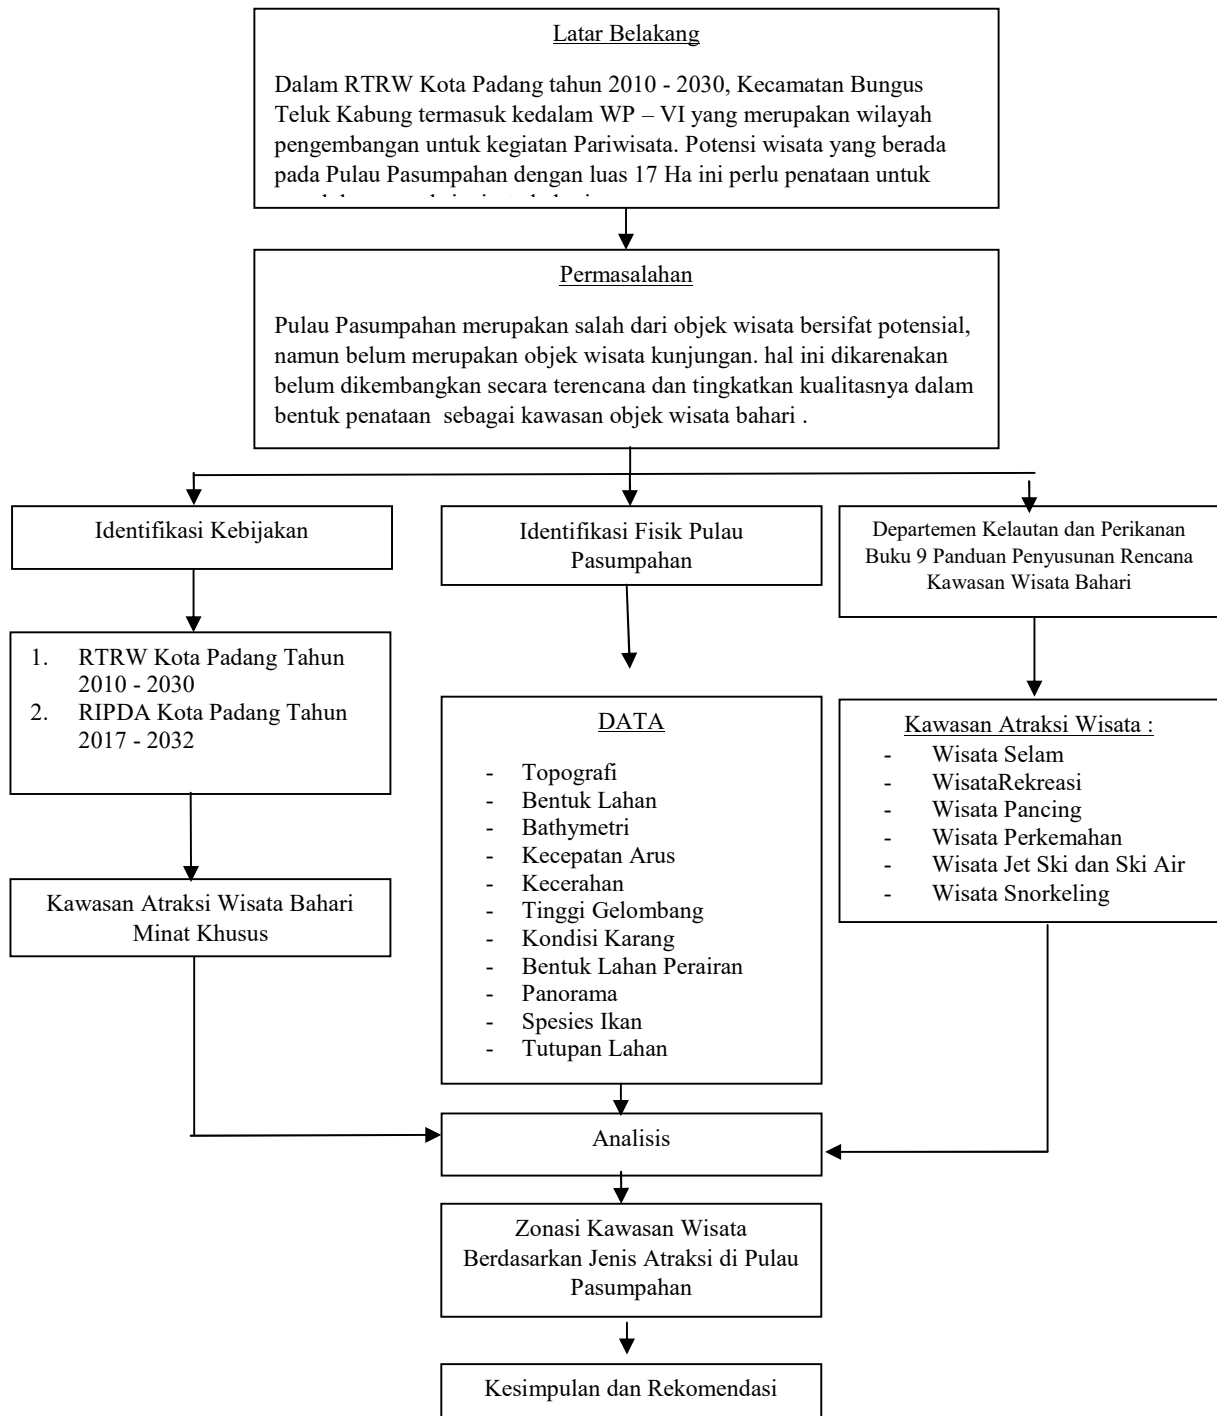 Latar Belakang
Dalam RTRW Kota Padang tahun 2010 - 2030, Kecamatan Bungus
Teluk Kabung termasuk kedalam WP – VI yang merupakan wilayah
pengembangan untuk kegiatan Pariwisata. Potensi wisata yang berada
pada Pulau Pasumpahan dengan luas 17 Ha ini perlu penataan untuk
Permasalahan
Pulau Pasumpahan merupakan salah dari objek wisata bersifat potensial,
namun belum merupakan objek wisata kunjungan. hal ini dikarenakan
belum dikembangkan secara terencana dan tingkatkan kualitasnya dalam
bentuk penataan sebagai kawasan objek wisata bahari .
Identifikasi Kebijakan
Identifikasi Fisik Pulau
Pasumpahan
Departemen Kelautan dan Perikanan
Buku 9 Panduan Penyusunan Rencana
Kawasan Wisata Bahari
1. RTRW Kota Padang Tahun
2010 - 2030
2. RIPDA Kota Padang Tahun
2017 - 2032
DATA
- Topografi
- Bentuk Lahan
- Bathymetri
- Kecepatan Arus
- Kecerahan
- Tinggi Gelombang
- Kondisi Karang
- Bentuk Lahan Perairan
- Panorama
- Spesies Ikan
- Tutupan Lahan
Kawasan Atraksi Wisata :
- Wisata Selam
- WisataRekreasi
- Wisata Pancing
- Wisata Perkemahan
- Wisata Jet Ski dan Ski Air
- Wisata Snorkeling
Kawasan Atraksi Wisata Bahari
Minat Khusus
Analisis
Zonasi Kawasan Wisata
Berdasarkan Jenis Atraksi di Pulau
Pasumpahan
Kesimpulan dan Rekomendasi